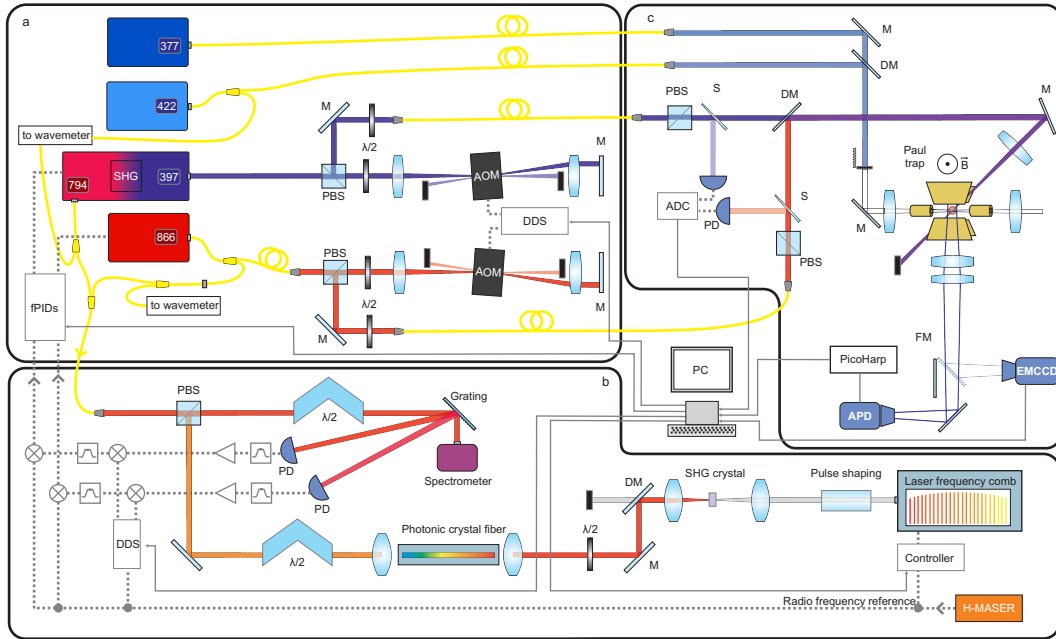 a
377
422
to wavemeter
794
SHG
397
866
fPIDs
to wavemeter
M
λ/2
PBS
AOM
M
DDS
PBS
AOM
λ/2
M
M
c
M
DM
PBS
S
DM
M
ADC
PD
S
PBS
Paul
trap
B
M
FM
PicoHarp
EMCCD
APD
PC
b
PBS
λ/2
Grating
PD
Spectrometer
PD
DDS
λ/2
Photonic crystal fiber
λ/2
DM
M
SHG crystal
Pulse shaping
Laser frequency comb
Controller
Radio frequency reference
H-MASER